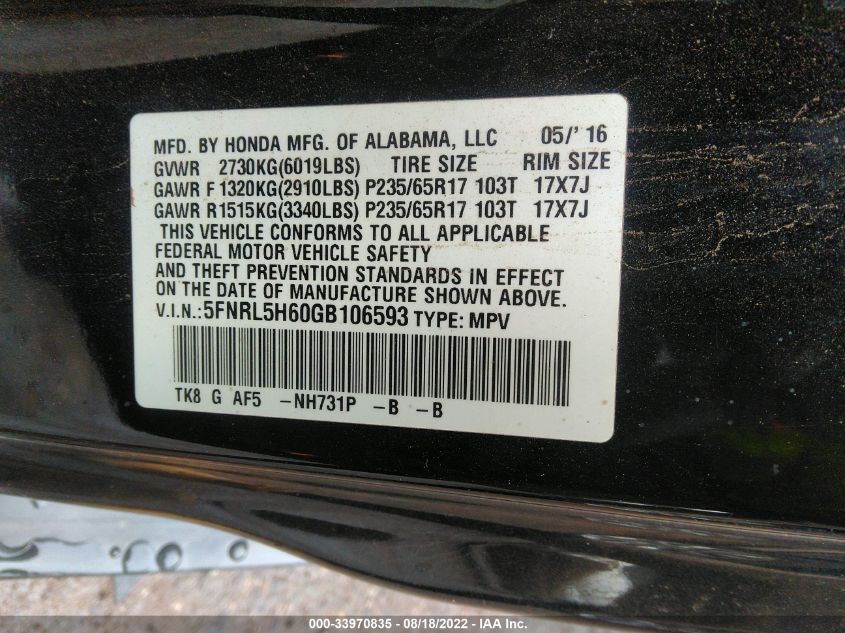 MFD. BY HONDA MFG. OF ALABAMA, LLC 05/' 16
GVWR 2730KG(6019LBS) TIRE SIZE RIM SIZE
GAWR F 1320KG(2910LBS) P235/65R17 103T 17X7J
GAWR R1515KG(3340LBS) P235/65R17 103T 17X7J
THIS VEHICLE CONFORMS TO ALL APPLICABLE
FEDERAL MOTOR VEHICLE SAFETY
AND THEFT PREVENTION STANDARDS IN EFFECT
ON THE DATE OF MANUFACTURE SHOWN ABOVE.
V.I.N.:5FNRL5H60GB106593 TYPE: MPV
TK8 G AF5 -NH731P -B -B
000-33970835 - 08/18/2022 - IAA Inc.